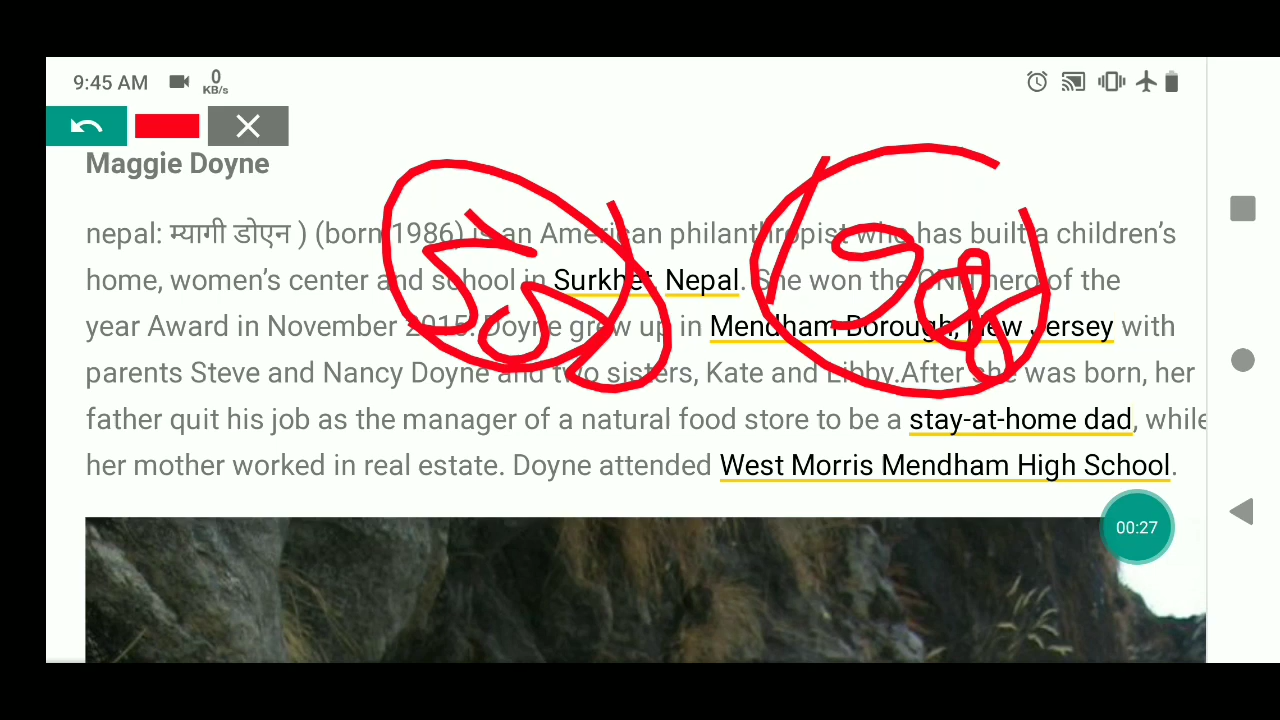 9:45 AM 0 KB/s
Maggie Doyne
nepal: म्यागी डोएन ) (born 1986) is an American philanthropist who has built a children’s
home, women’s center and school in Surkhet, Nepal. She won the CNN hero of the
year Award in November 2015. Doyne grew up in Mendham Borough, New Jersey with
parents Steve and Nancy Doyne and two sisters, Kate and Libby.After she was born, her
father quit his job as the manager of a natural food store to be a stay-at-home dad, while
her mother worked in real estate. Doyne attended West Morris Mendham High School.
00:27